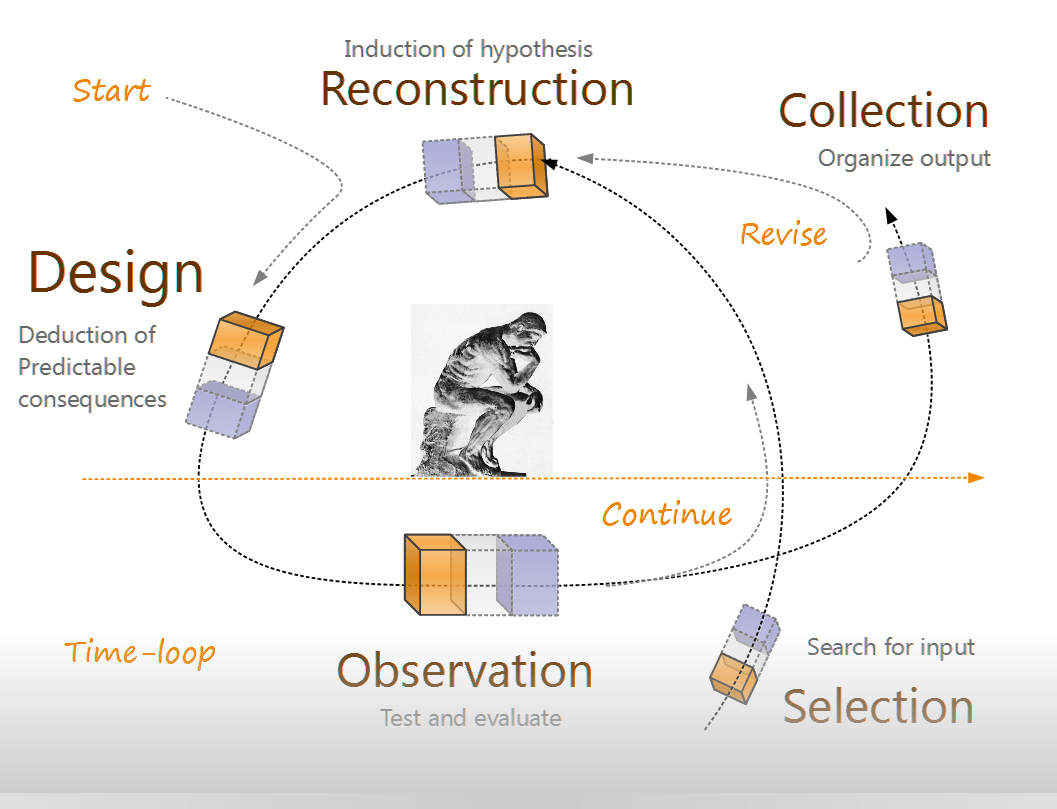 Induction of hypothesis
Reconstruction
Start
Collection
Organize output
Revise
Design
Deduction of
Predictable
consequences
Continue
Time-loop
Observation
Test and evaluate
Search for input
Selection